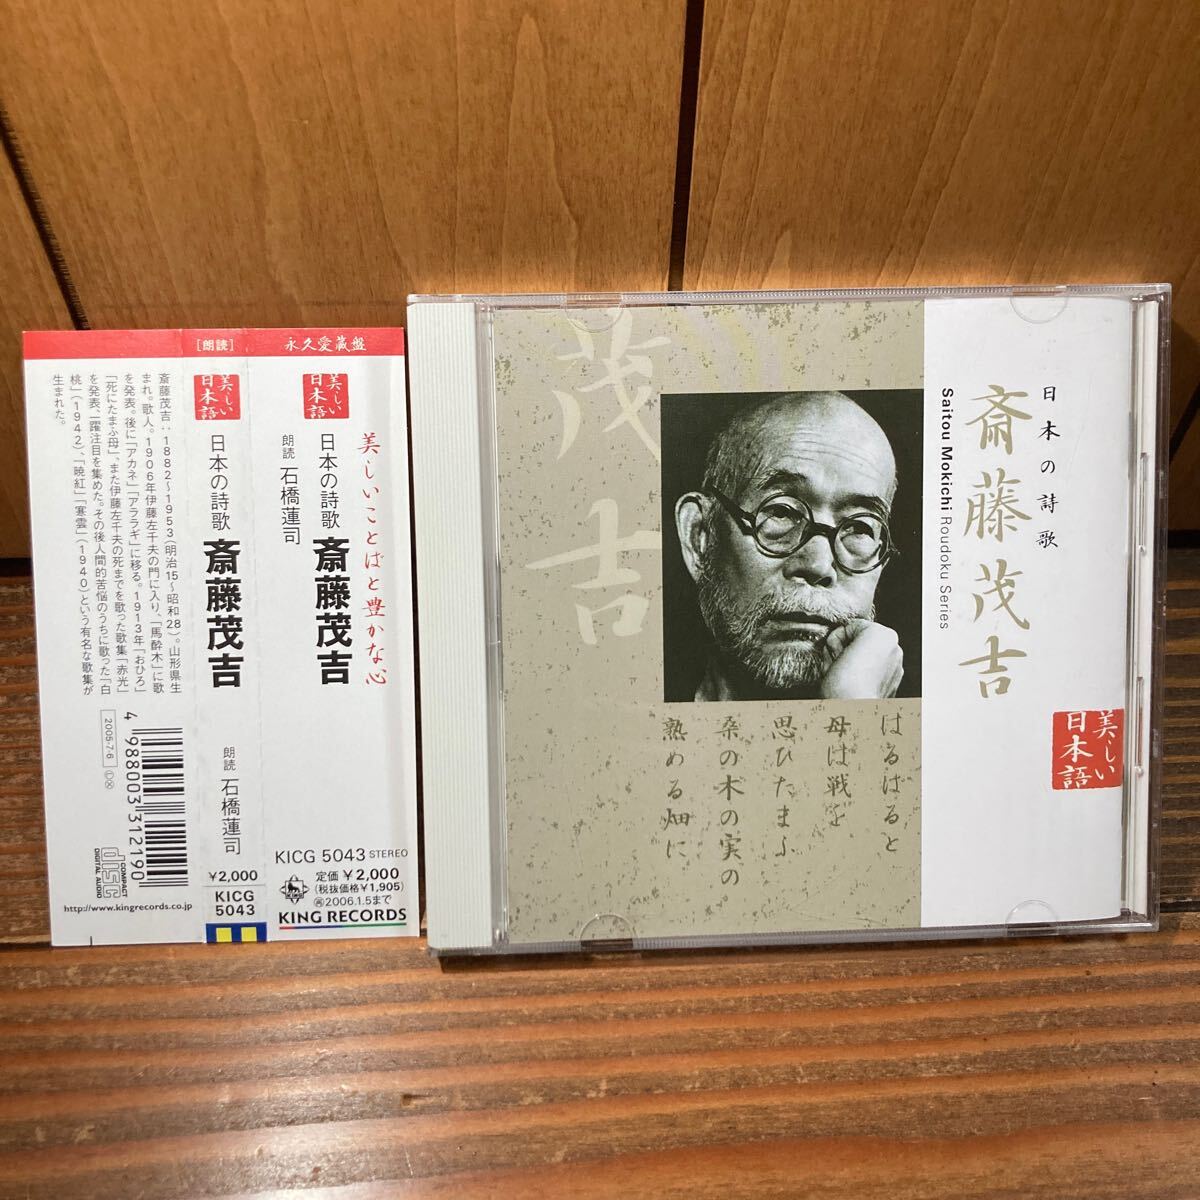 斎藤茂吉：1882〜1953(明治15〜昭和28)。山形県生
まれ。歌人。1906年伊藤左千夫の門に入り、「馬酔木」に歌
を発表。後に「アカネ」「アララギ」に移る。1913年「おひろ」
「死にたまふ母」、また伊藤左千夫の死までを歌った歌集「赤光」
を発表、一躍注目を集めた。その後人間的苦悩のうちに歌った「白
桃」(1942)、「暁紅」「寒雲」(1940)という有名な歌集が
生まれた。
2005・7・6
4 988003 312190
COMPACT
disc
DIGITAL AUDIO
http://www.kingrecords.co.jp
[朗読]
美しい
日本語
日本の詩歌 斎藤茂吉
朗読 石橋蓮司
¥2,000
KICG
5043
永久愛蔵盤
美しいことばと豊かな心
美しい
日本語
日本の詩歌 斎藤茂吉
朗読 石橋蓮司
KICG 5043 STEREO
定価 ¥2,000
(税抜価格¥1,905)
2006.1.5まで
KING RECORDS
茂吉
日本の詩歌
斎藤茂吉
Saitou Mokichi Roudoku Series
美しい
日本語
はるばると
母は戦を
思ひたまふ
桑の木の実の
熟める畑に